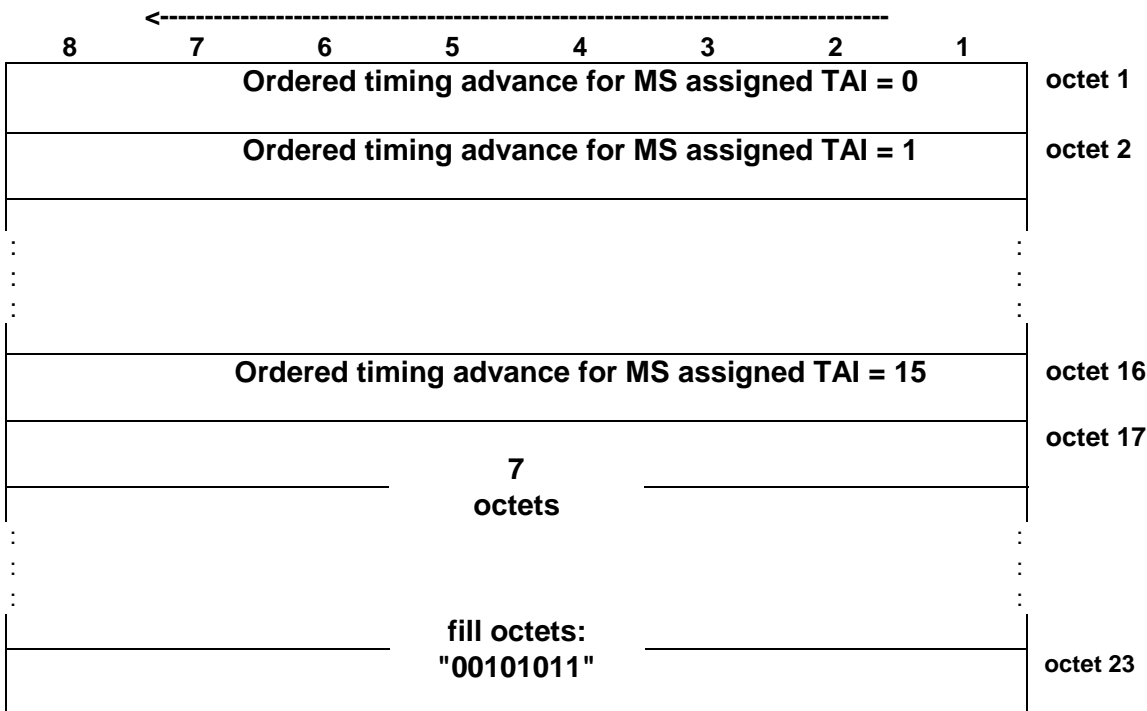 <--------------------------------------------------------------------------------
8 7 6 5 4 3 2 1
Ordered timing advance for MS assigned TAI = 0 octet 1
Ordered timing advance for MS assigned TAI = 1 octet 2
: :
: :
: :
Ordered timing advance for MS assigned TAI = 15 octet 16
octet 17
7
octets
: :
: :
: :
fill octets:
"00101011" octet 23